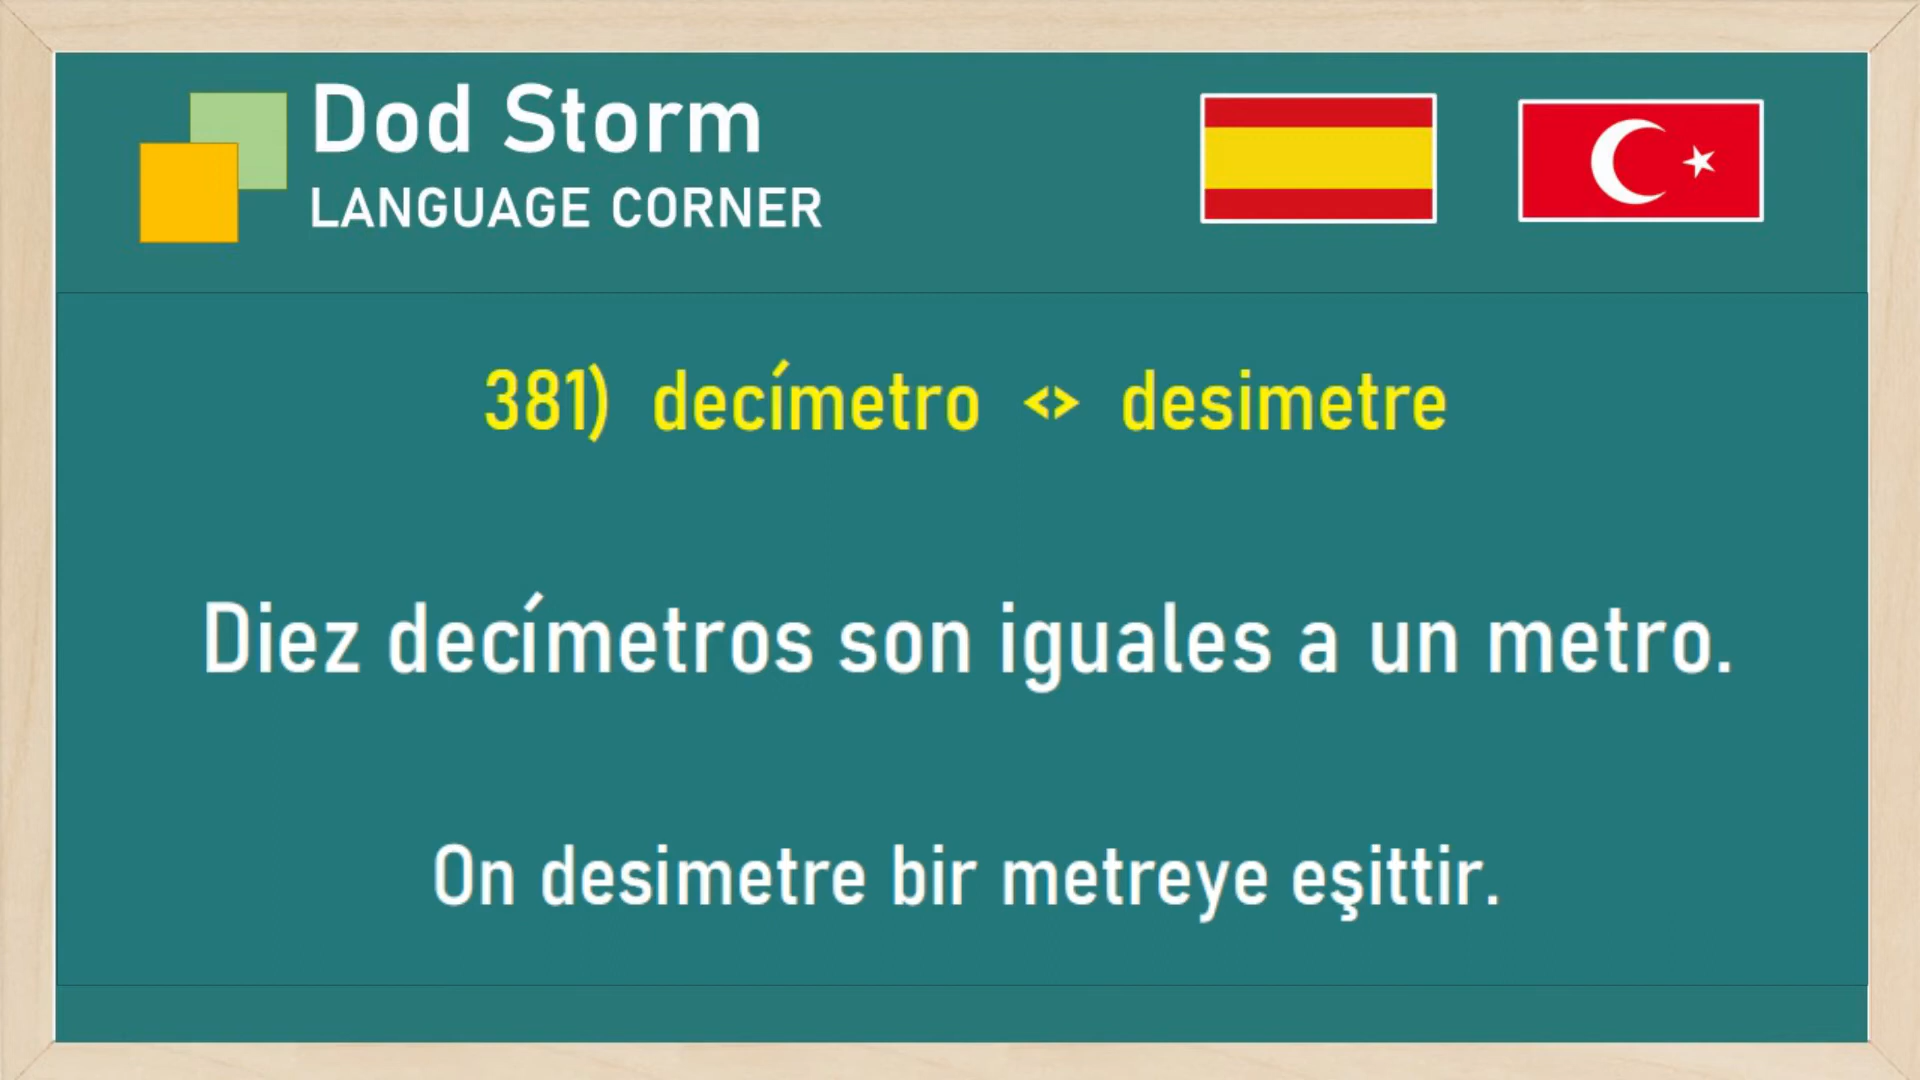 Dod Storm
LANGUAGE CORNER
381) decímetro <> desimetre
Diez decímetros son iguales a un metro.
On desimetre bir metreye eşittir.